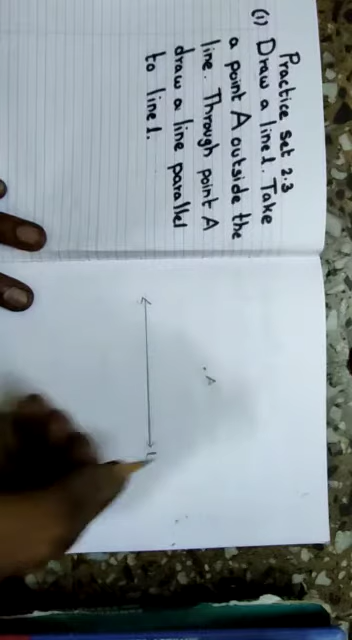 Practice set 2.3
(1) Draw a line l. Take
a point A outside the
line. Through point A
draw a line parallel
to line l.
A
l